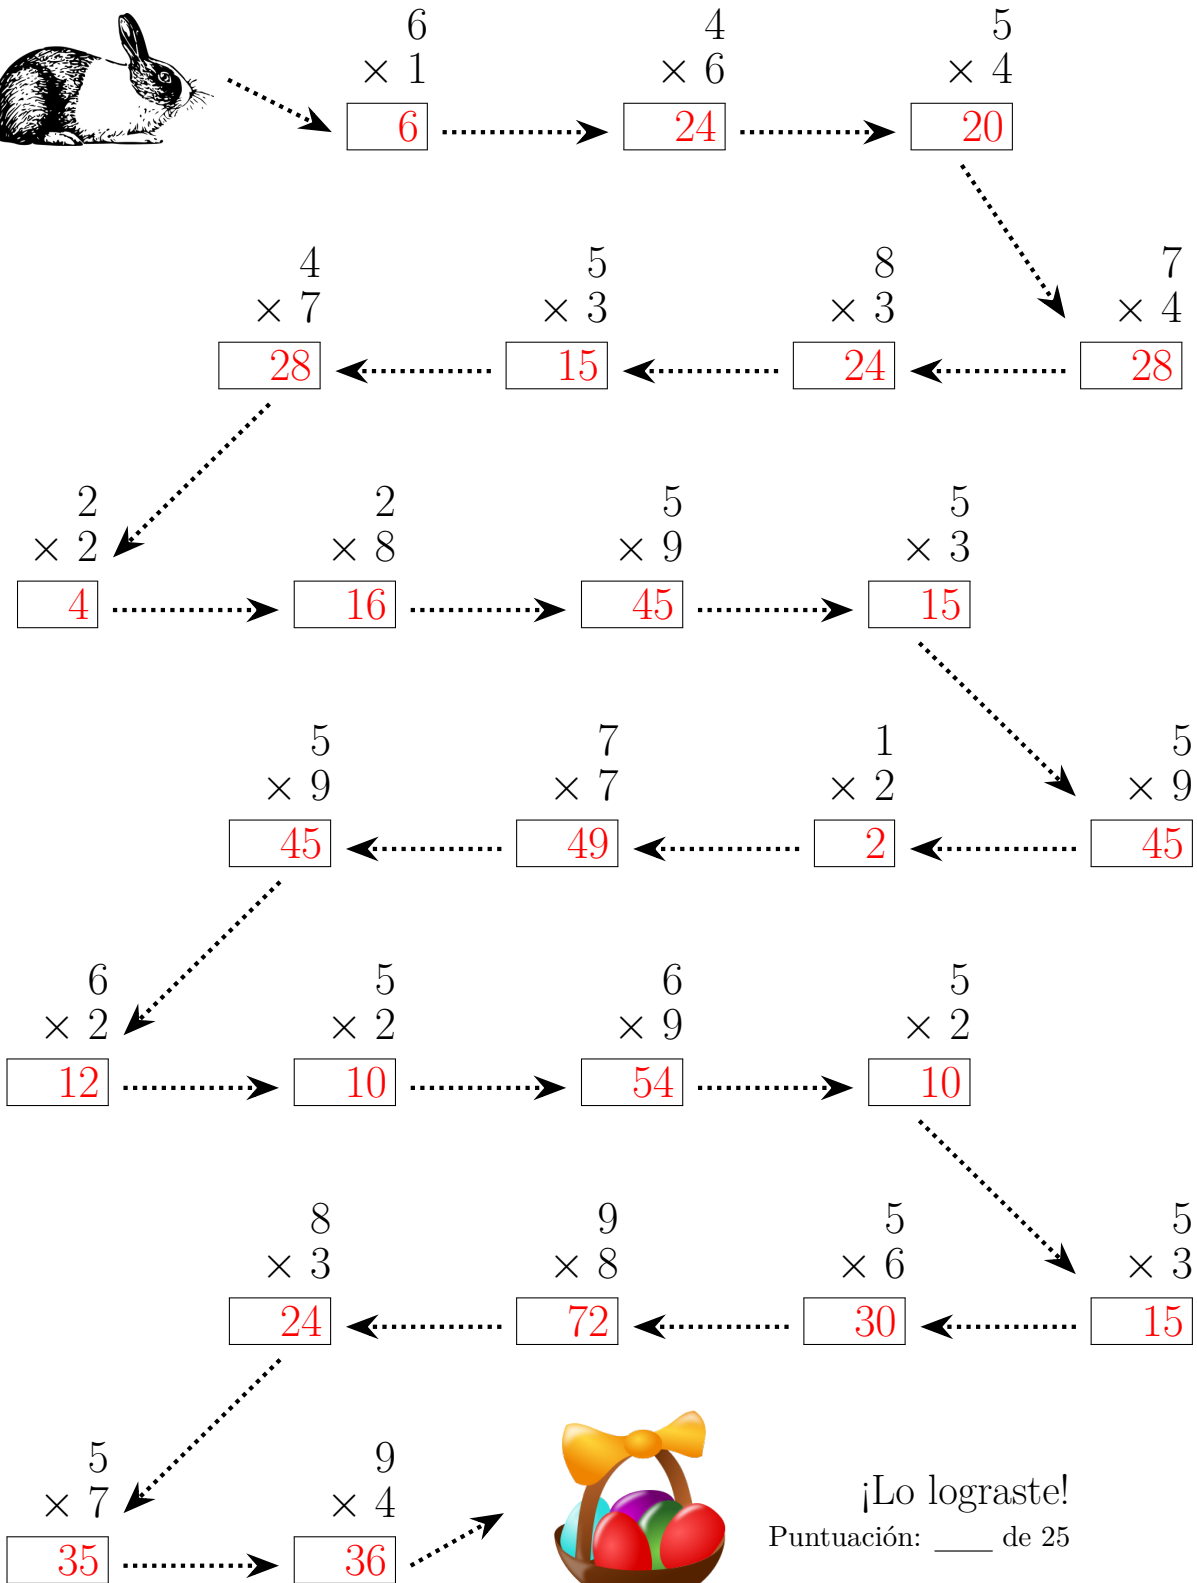 6 4 5
× 1 × 6 × 4
6 24 20
4 5 8 7
× 7 × 3 × 3 × 4
28 15 24 28
2 2 5 5
× 2 × 8 × 9 × 3
4 16 45 15
5 7 1 5
× 9 × 7 × 2 × 9
45 49 2 45
6 5 6 5
× 2 × 2 × 9 × 2
12 10 54 10
8 9 5 5
× 3 × 8 × 6 × 3
24 72 30 15
5 9
× 7 × 4
35 36
¡Lo lograste!
Puntuación: ____ de 25